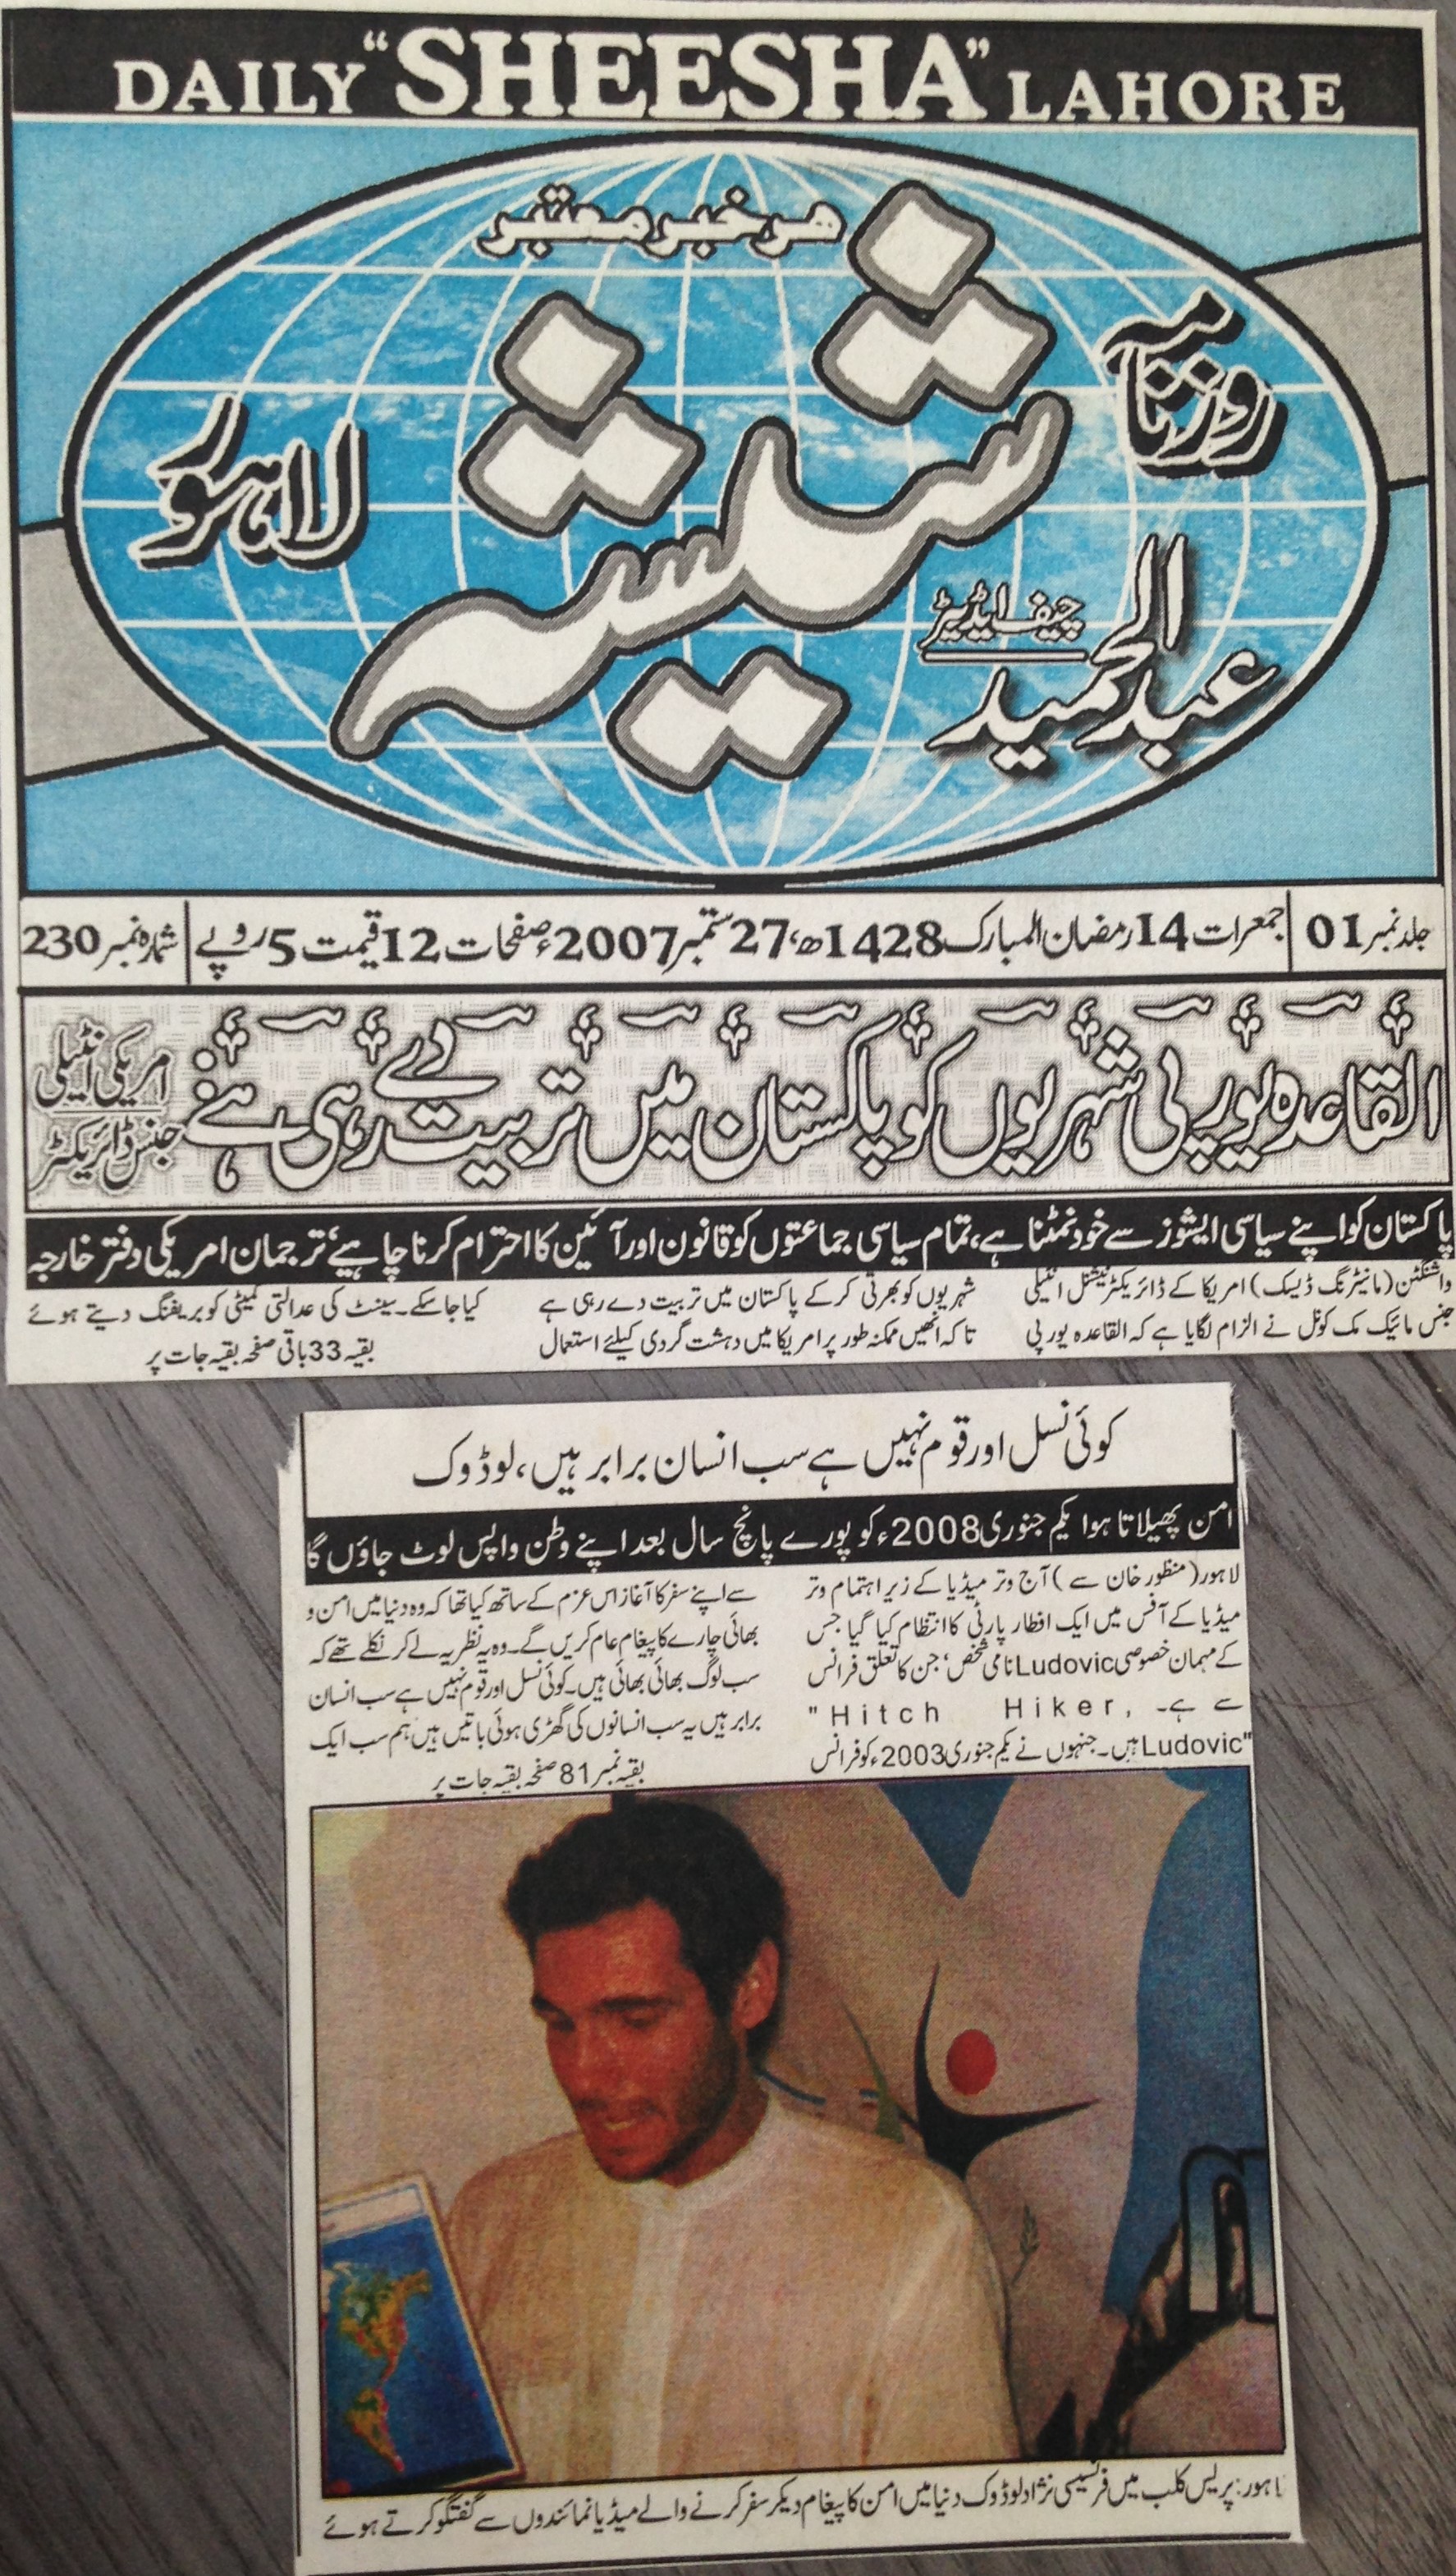 DAILY "SHEESHA" LAHORE
ھر خبر معتبر
روزنامہ
شیشہ
لاہور
چیف ایڈیٹر
عبدالحمید
جلد نمبر 01
جمعرات 14 رمضان المبارک 1428ھ، 27 ستمبر 2007ء صفحات 12 قیمت 5 روپے
شمارہ نمبر 230
القاعدہ یورپی شہریوں کو پاکستان میں تربیت دے رہی ہے
امریکی انٹیلی
جنس ڈائریکٹر
پاکستان کو اپنے سیاسی ایشوز سے خود نمٹنا ہے، تمام سیاسی جماعتوں کو قانون اور آئین کا احترام کرنا چاہیے، ترجمان امریکی دفتر خارجہ
واشنگٹن (مانیٹرنگ ڈیسک) امریکا کے ڈائریکٹر نیشنل انٹیلی
جنس مائیک مک کونل نے الزام لگایا ہے کہ القاعدہ یورپی
شہریوں کو بھرتی کرکے پاکستان میں تربیت دے رہی ہے
تاکہ انھیں ممکنہ طور پر امریکا میں دہشت گردی کیلئے استعمال
کیا جاسکے۔ سینٹ کی عدالتی کمیٹی کو بریفنگ دیتے ہوئے
بقیہ 33 باقی صفحہ بقیہ جات پر
کوئی نسل اور قوم نہیں ہے سب انسان برابر ہیں، لوڈوک
امن پھیلاتا ہوا یکم جنوری 2008ء کو پورے پانچ سال بعد اپنے وطن واپس لوٹ جاؤں گا
لاہور (منظور خان سے) آج وتر میڈیا کے زیر اہتمام وتر
میڈیا کے آفس میں ایک افطار پارٹی کا انتظام کیا گیا جس
کے مہمان خصوصی Ludovic نامی شخص، جن کا تعلق فرانس
سے ہے۔ "Hitch Hiker,
Ludovic" ہیں۔ جنہوں نے یکم جنوری 2003ء کو فرانس
سے اپنے سفر کا آغاز اس عزم کے ساتھ کیا تھا کہ وہ دنیا میں امن و
بھائی چارے کا پیغام عام کریں گے۔ وہ یہ نظریہ لے کر نکلے تھے کہ
سب لوگ بھائی بھائی ہیں۔ کوئی نسل اور قوم نہیں ہے سب انسان
برابر ہیں یہ سب انسانوں کی گھڑی ہوئی باتیں ہیں ہم سب ایک
بقیہ نمبر 81 صفحہ بقیہ جات پر
لاہور: پریس کلب میں فرنسیسی نژاد لوڈوک دنیا میں امن کا پیغام دیکر سفر کرنے والے میڈیا نمائندوں سے گفتگو کرتے ہوئے